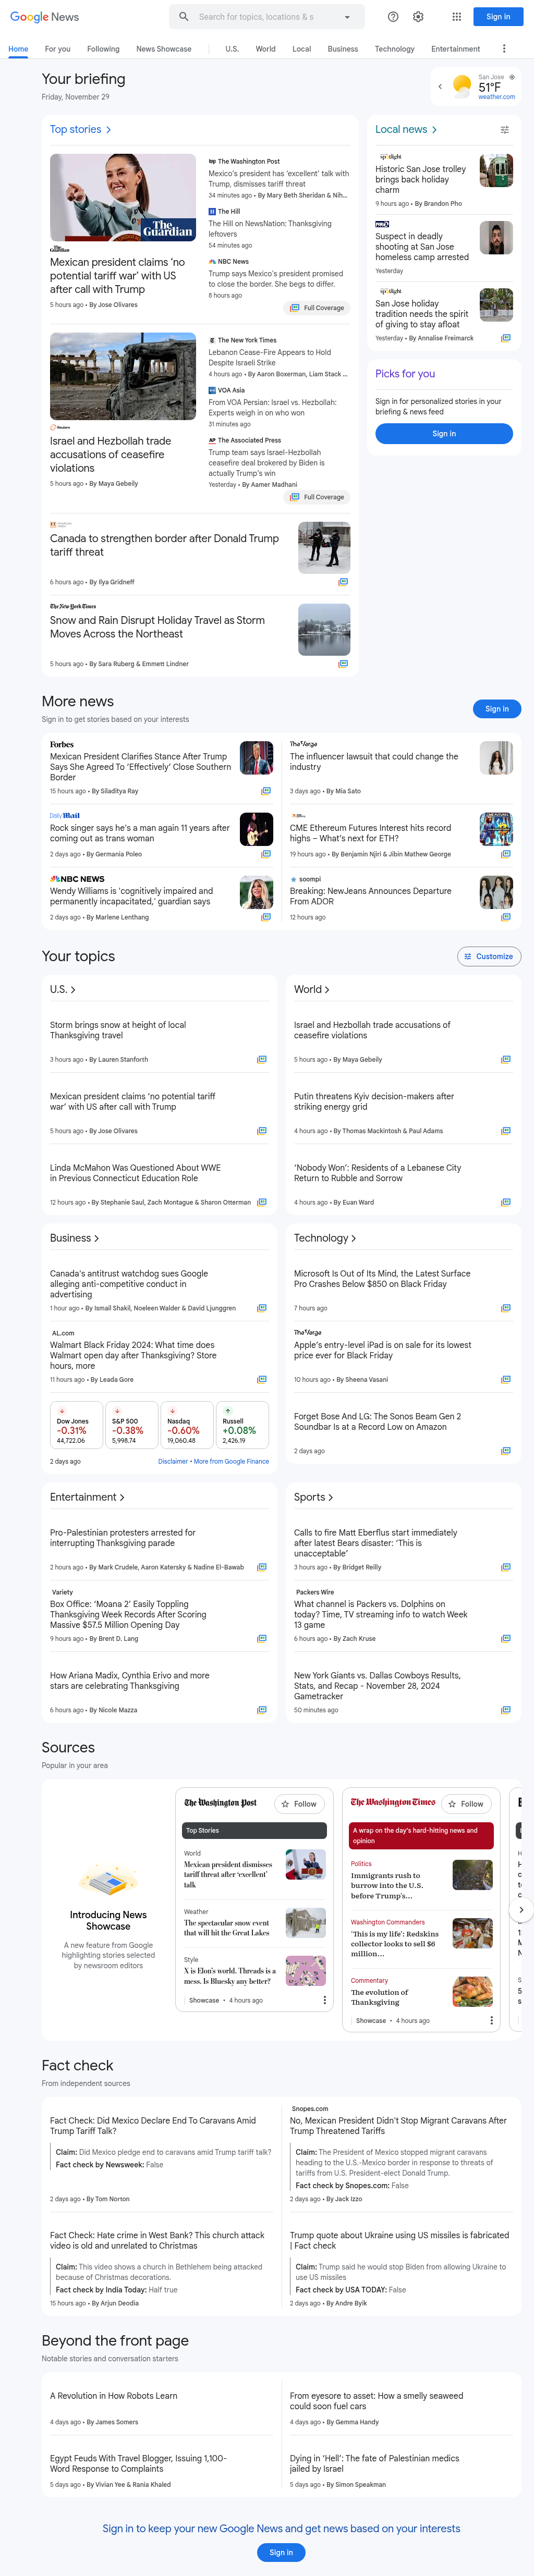 Google News
Search for topics, locations & s
Sign in
Home
For you
Following
News Showcase
U.S.
World
Local
Business
Technology
Entertainment
Your briefing
Friday, November 29
San Jose
51°F
weather.com
Top stories
The Guardian
Mexican president claims ‘no
potential tariff war’ with US
after call with Trump
5 hours ago • By Jose Olivares
The Washington Post
Mexico’s president has ‘excellent’ talk with
Trump, dismisses tariff threat
34 minutes ago • By Mary Beth Sheridan & Nih...
The Hill
The Hill on NewsNation: Thanksgiving
leftovers
54 minutes ago
NBC News
Trump says Mexico's president promised
to close the border. She begs to differ.
8 hours ago
Full Coverage
Reuters
Israel and Hezbollah trade
accusations of ceasefire
violations
5 hours ago • By Maya Gebeily
The New York Times
Lebanon Cease-Fire Appears to Hold
Despite Israeli Strike
4 hours ago • By Aaron Boxerman, Liam Stack ...
VOA Asia
From VOA Persian: Israel vs. Hezbollah:
Experts weigh in on who won
31 minutes ago
The Associated Press
Trump team says Israel-Hezbollah
ceasefire deal brokered by Biden is
actually Trump’s win
Yesterday • By Aamer Madhani
Full Coverage
Canada to strengthen border after Donald Trump
tariff threat
6 hours ago • By Ilya Gridneff
The New York Times
Snow and Rain Disrupt Holiday Travel as Storm
Moves Across the Northeast
5 hours ago • By Sara Ruberg & Emmett Lindner
Local news
Historic San Jose trolley
brings back holiday
charm
9 hours ago • By Brandon Pho
Suspect in deadly
shooting at San Jose
homeless camp arrested
Yesterday
San Jose holiday
tradition needs the spirit
of giving to stay afloat
Yesterday • By Annalise Freimarck
Picks for you
Sign in for personalized stories in your
briefing & news feed
Sign in
More news
Sign in to get stories based on your interests
Sign in
Forbes
Mexican President Clarifies Stance After Trump
Says She Agreed To ‘Effectively’ Close Southern
Border
15 hours ago • By Siladitya Ray
The Verge
The influencer lawsuit that could change the
industry
3 days ago • By Mia Sato
Daily Mail
Rock singer says he's a man again 11 years after
coming out as trans woman
2 days ago • By Germania Poleo
CME Ethereum Futures Interest hits record
highs – What’s next for ETH?
19 hours ago • By Benjamin Njiri & Jibin Mathew George
NBC NEWS
Wendy Williams is 'cognitively impaired and
permanently incapacitated,' guardian says
2 days ago • By Marlene Lenthang
soompi
Breaking: NewJeans Announces Departure
From ADOR
12 hours ago
Your topics
Customize
U.S.
Storm brings snow at height of local
Thanksgiving travel
3 hours ago • By Lauren Stanforth
Mexican president claims ‘no potential tariff
war’ with US after call with Trump
5 hours ago • By Jose Olivares
Linda McMahon Was Questioned About WWE
in Previous Connecticut Education Role
12 hours ago • By Stephanie Saul, Zach Montague & Sharon Otterman
World
Israel and Hezbollah trade accusations of
ceasefire violations
5 hours ago • By Maya Gebeily
Putin threatens Kyiv decision-makers after
striking energy grid
4 hours ago • By Thomas Mackintosh & Paul Adams
‘Nobody Won’: Residents of a Lebanese City
Return to Rubble and Sorrow
4 hours ago • By Euan Ward
Business
Canada's antitrust watchdog sues Google
alleging anti-competitive conduct in
advertising
1 hour ago • By Ismail Shakil, Noeleen Walder & David Ljunggren
AL.com
Walmart Black Friday 2024: What time does
Walmart open day after Thanksgiving? Store
hours, more
11 hours ago • By Leada Gore
Dow Jones
-0.31%
44,722.06
S&P 500
-0.38%
5,998.74
Nasdaq
-0.60%
19,060.48
Russell
+0.08%
2,426.19
2 days ago
Disclaimer • More from Google Finance
Technology
Microsoft Is Out of Its Mind, the Latest Surface
Pro Crashes Below $850 on Black Friday
7 hours ago
The Verge
Apple’s entry-level iPad is on sale for its lowest
price ever for Black Friday
10 hours ago • By Sheena Vasani
Forget Bose And LG: The Sonos Beam Gen 2
Soundbar Is at a Record Low on Amazon
2 days ago
Entertainment
Pro-Palestinian protesters arrested for
interrupting Thanksgiving parade
2 hours ago • By Mark Crudele, Aaron Katersky & Nadine El-Bawab
Variety
Box Office: ‘Moana 2’ Easily Toppling
Thanksgiving Week Records After Scoring
Massive $57.5 Million Opening Day
9 hours ago • By Brent D. Lang
How Ariana Madix, Cynthia Erivo and more
stars are celebrating Thanksgiving
6 hours ago • By Nicole Mazza
Sports
Calls to fire Matt Eberflus start immediately
after latest Bears disaster: ‘This is
unacceptable’
3 hours ago • By Bridget Reilly
Packers Wire
What channel is Packers vs. Dolphins on
today? Time, TV streaming info to watch Week
13 game
6 hours ago • By Zach Kruse
New York Giants vs. Dallas Cowboys Results,
Stats, and Recap - November 28, 2024
Gametracker
50 minutes ago
Sources
Popular in your area
Introducing News
Showcase
A new feature from Google
highlighting stories selected
by newsroom editors
The Washington Post
Follow
Top Stories
World
Mexican president dismisses
tariff threat after ‘excellent’
talk
Weather
The spectacular snow event
that will hit the Great Lakes
Style
X is Elon’s world. Threads is a
mess. Is Bluesky any better?
Showcase • 4 hours ago
The Washington Times
Follow
A wrap on the day's hard-hitting news and
opinion
Politics
Immigrants rush to
burrow into the U.S.
before Trump's...
Washington Commanders
'This is my life': Redskins
collector looks to sell $6
million...
Commentary
The evolution of
Thanksgiving
Showcase • 4 hours ago
Fact check
From independent sources
Fact Check: Did Mexico Declare End To Caravans Amid
Trump Tariff Talk?
Claim: Did Mexico pledge end to caravans amid Trump tariff talk?
Fact check by Newsweek: False
2 days ago • By Tom Norton
Snopes.com
No, Mexican President Didn't Stop Migrant Caravans After
Trump Threatened Tariffs
Claim: The President of Mexico stopped migrant caravans
heading to the U.S.-Mexico border in response to threats of
tariffs from U.S. President-elect Donald Trump.
Fact check by Snopes.com: False
2 days ago • By Jack Izzo
Fact Check: Hate crime in West Bank? This church attack
video is old and unrelated to Christmas
Claim: This video shows a church in Bethlehem being attacked
because of Christmas decorations.
Fact check by India Today: Half true
15 hours ago • By Arjun Deodia
Trump quote about Ukraine using US missiles is fabricated
| Fact check
Claim: Trump said he would stop Biden from allowing Ukraine to
use US missiles
Fact check by USA TODAY: False
2 days ago • By Andre Byik
Beyond the front page
Notable stories and conversation starters
A Revolution in How Robots Learn
4 days ago • By James Somers
From eyesore to asset: How a smelly seaweed
could soon fuel cars
4 days ago • By Gemma Handy
Egypt Feuds With Travel Blogger, Issuing 1,100-
Word Response to Complaints
5 days ago • By Vivian Yee & Rania Khaled
Dying in ‘Hell’: The fate of Palestinian medics
jailed by Israel
5 days ago • By Simon Speakman
Sign in to keep your new Google News and get news based on your interests
Sign in